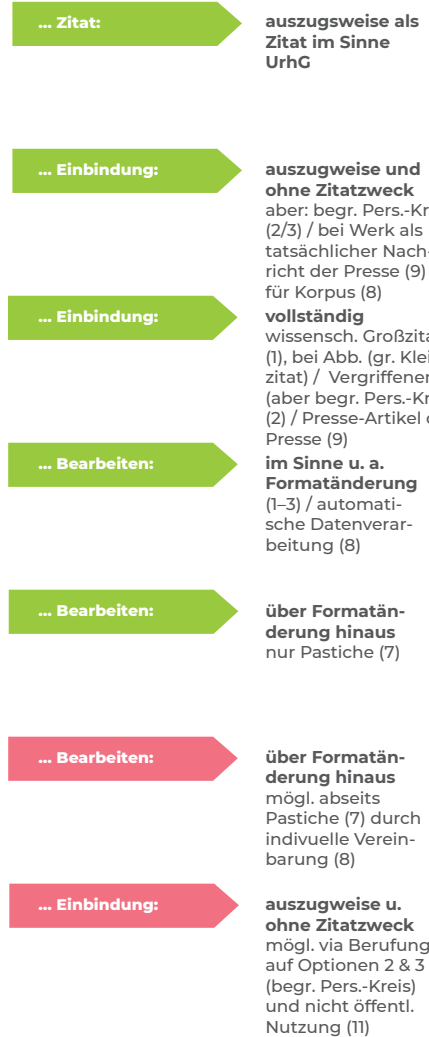 ... Zitat:
auszugsweise als
Zitat im Sinne
UrhG
... Einbindung:
auszugweise und
ohne Zitatzweck
aber: begr. Pers.-Kr
(2/3) / bei Werk als
tatsächlicher Nach-
richt der Presse (9)
für Korpus (8)
... Einbindung:
vollständig
wissensch. Großzita
(1), bei Abb. (gr. Klei
zitat) / Vergriffener
(aber begr. Pers.-Kr
(2) / Presse-Artikel
Presse (9)
... Bearbeiten:
im Sinne u. a.
Formatänderung
(1–3) / automati-
sche Datenverar-
beitung (8)
... Bearbeiten:
über Formatän-
derung hinaus
nur Pastiche (7)
... Bearbeiten:
über Formatän-
derung hinaus
mögl. abseits
Pastiche (7) durch
indivuelle Verein-
barung (8)
... Einbindung:
auszugweise u.
ohne Zitatzweck
mögl. via Berufung
auf Optionen 2 & 3
(begr. Pers.-Kreis)
und nicht öffentl.
Nutzung (11)